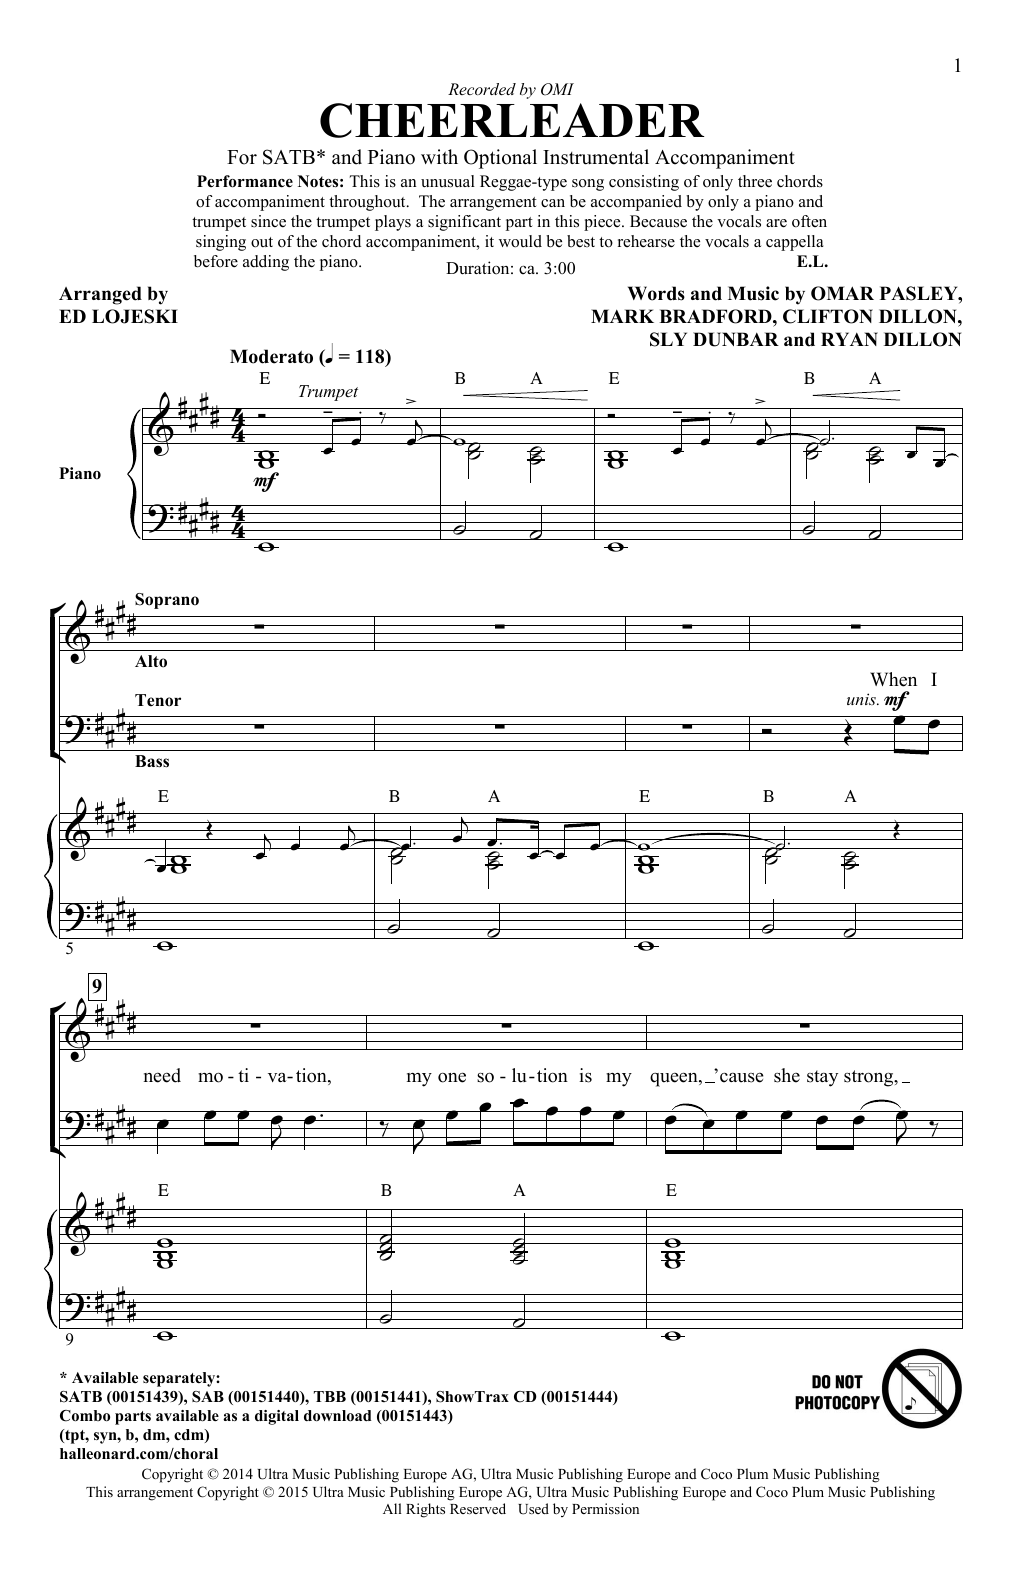 1
Recorded by OMI
CHEERLEADER
For SATB* and Piano with Optional Instrumental Accompaniment
Performance Notes: This is an unusual Reggae-type song consisting of only three chords
of accompaniment throughout. The arrangement can be accompanied by only a piano and
trumpet since the trumpet plays a significant part in this piece. Because the vocals are often
singing out of the chord accompaniment, it would be best to rehearse the vocals a cappella
before adding the piano. E.L.
Duration: ca. 3:00
Arranged by
ED LOJESKI
Words and Music by OMAR PASLEY,
MARK BRADFORD, CLIFTON DILLON,
SLY DUNBAR and RYAN DILLON
Moderato (♩ = 118)
E B A E B A
Trumpet
Piano
mf
Soprano
Alto
When I
Tenor
unis. mf
Bass
E B A E B A
5
9
need mo - ti - va - tion, my one so - lu - tion is my queen, _ ’cause she stay strong, _
E B A E
9
* Available separately:
SATB (00151439), SAB (00151440), TBB (00151441), ShowTrax CD (00151444)
Combo parts available as a digital download (00151443)
(tpt, syn, b, dm, cdm)
halleonard.com/choral
DO NOT
PHOTOCOPY
Copyright © 2014 Ultra Music Publishing Europe AG, Ultra Music Publishing Europe and Coco Plum Music Publishing
This arrangement Copyright © 2015 Ultra Music Publishing Europe AG, Ultra Music Publishing Europe and Coco Plum Music Publishing
All Rights Reserved Used by Permission